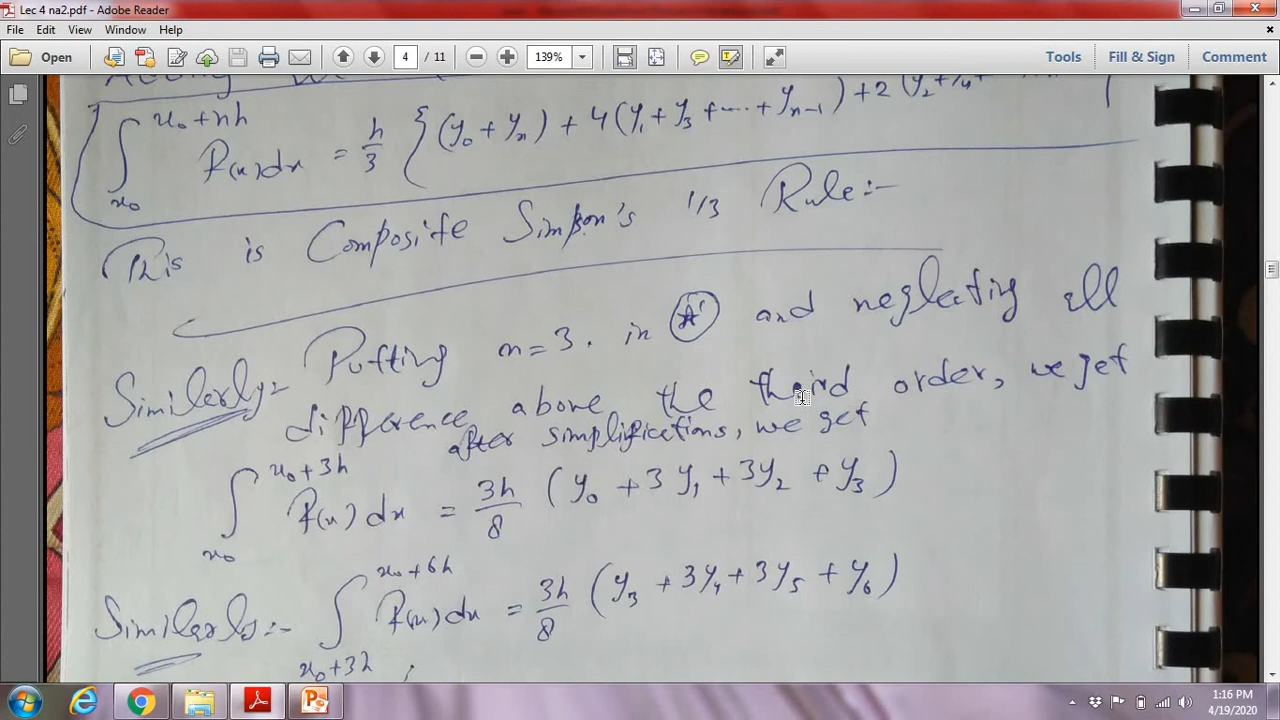 Lec 4 na2.pdf - Adobe Reader
File Edit View Window Help
Open 4 / 11 139% Tools Fill & Sign Comment
∫_{x₀}^{x₀+nh} f(x)dx = h/3 {(y₀ + yₙ) + 4(y₁ + y₃ + ---- + yₙ₋₁) + 2(y₂ + y₄ +
This is Composite Simpson's 1/3 Rule:-
Similarly:- Putting n = 3. in and neglecting all
difference above the third order, we get
after simplifications, we get
∫_{x₀}^{x₀+3h} f(x)dx = 3h/8 (y₀ + 3y₁ + 3y₂ + y₃)
Similarly:- ∫_{x₀+3h}^{x₀+6h} f(x)dx = 3h/8 (y₃ + 3y₄ + 3y₅ + y₆)
1:16 PM
4/19/2020